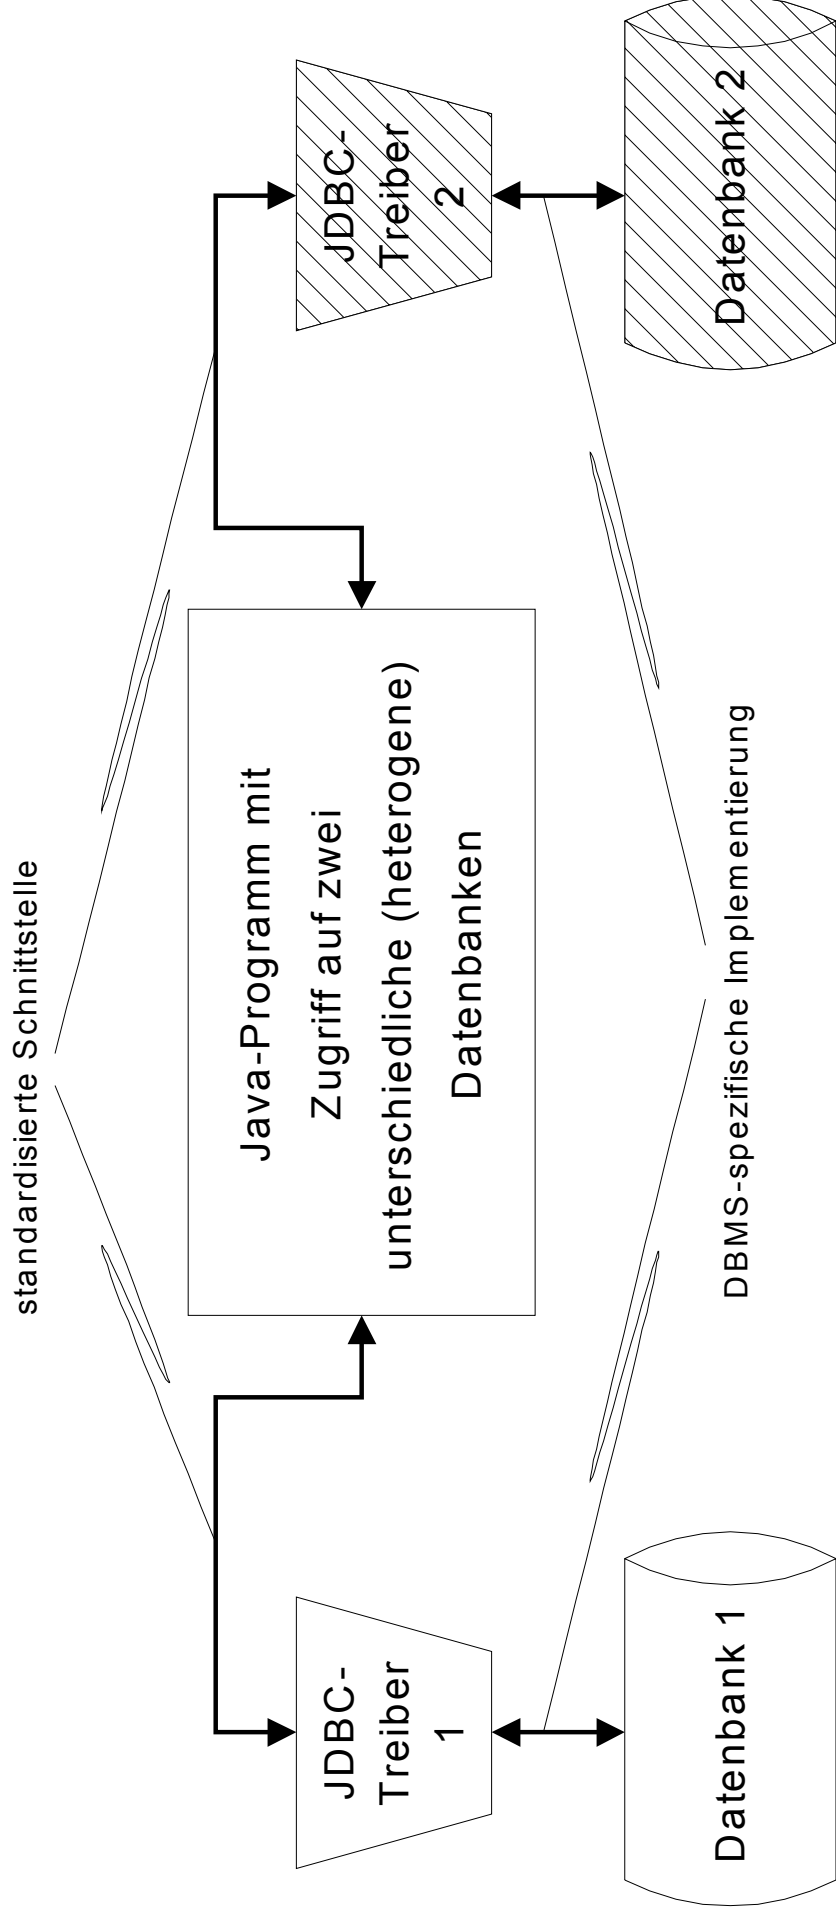 standardisierte Schnittstelle
Java-Programm mit
Zugriff auf zwei
unterschiedliche (heterogene)
Datenbanken
JDBC-
Treiber
1
JDBC-
Treiber
2
DBMS-spezifische Implementierung
Datenbank 1
Datenbank 2